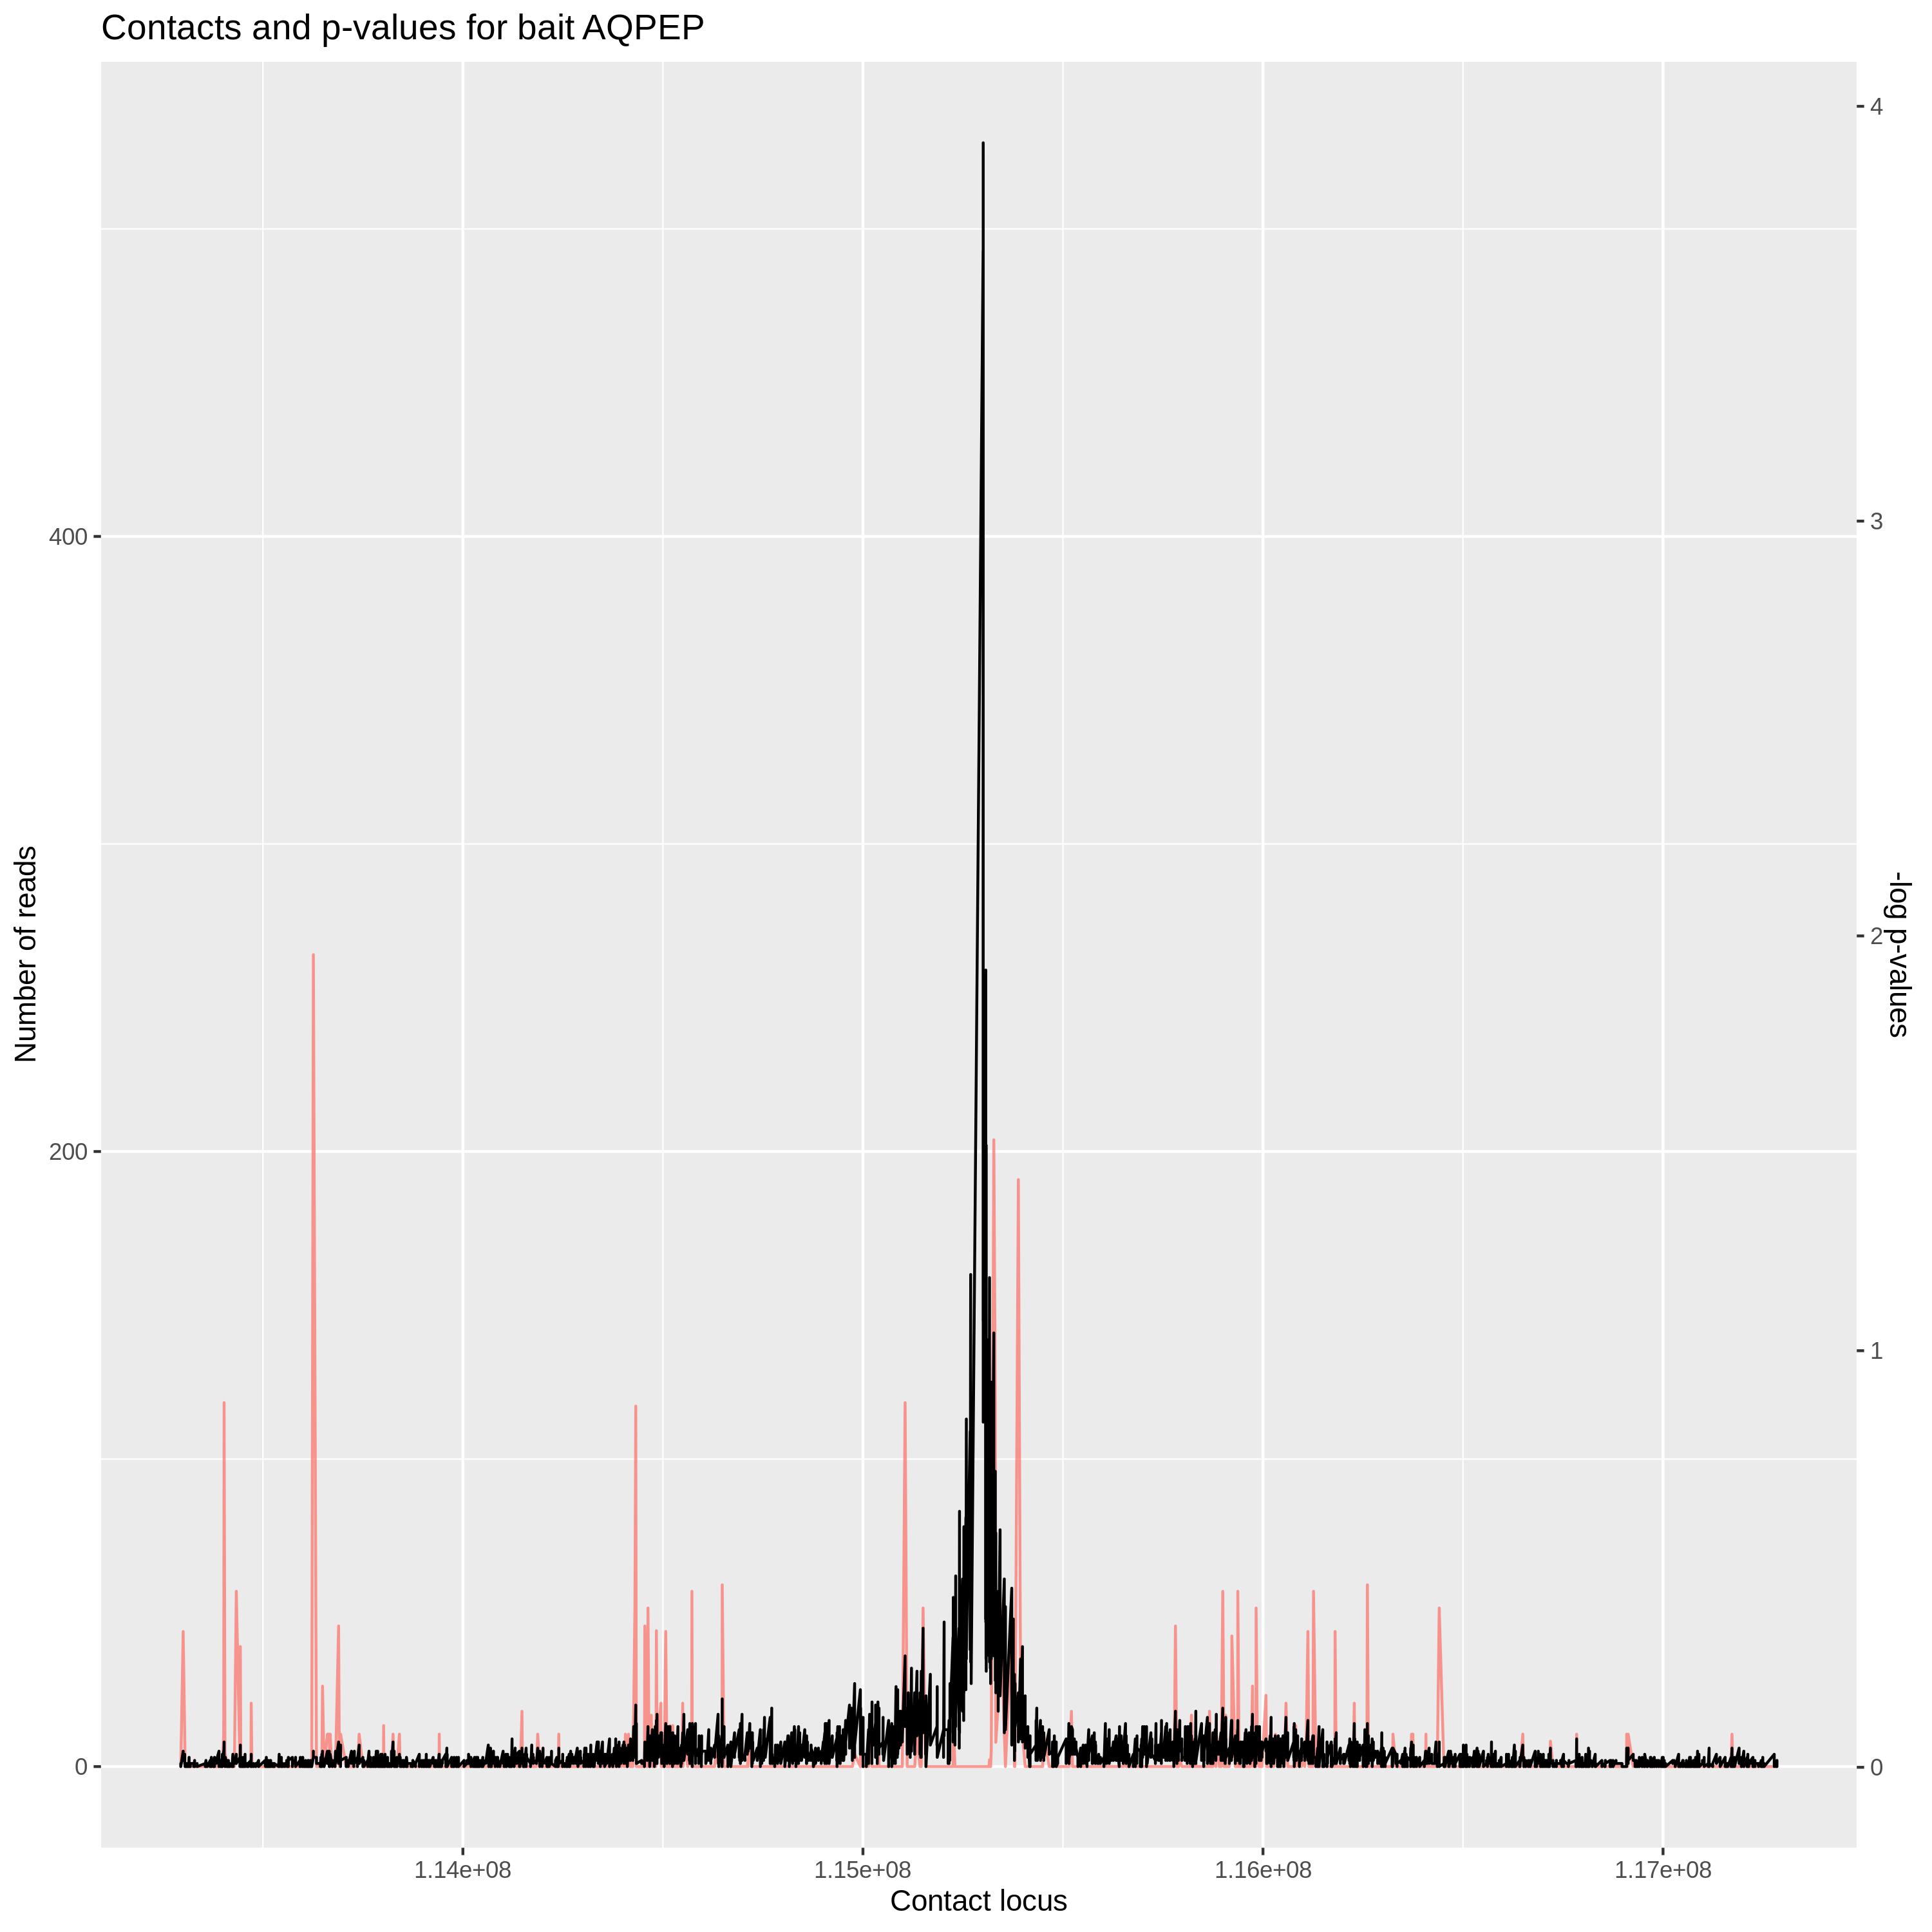 Contacts and p-values for bait AQPEP
4
3
2
1
0
400
200
0
Number of reads
-log p-values
1.14e+08 1.15e+08 1.16e+08 1.17e+08
Contact locus